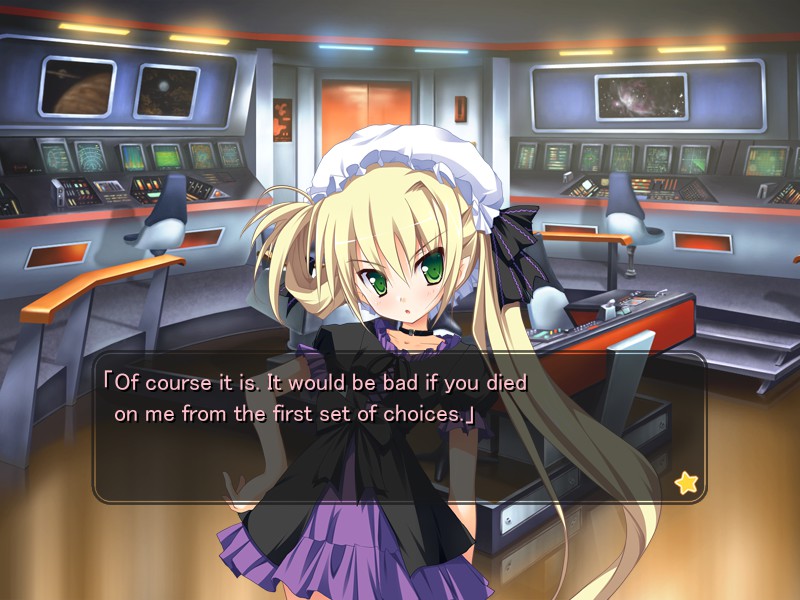 「Of course it is. It would be bad if you died
on me from the first set of choices.」